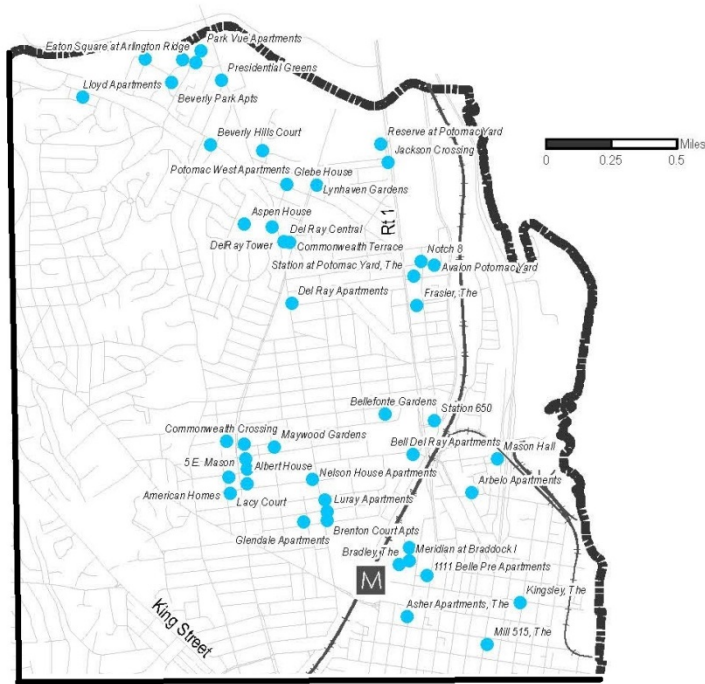 Park Vue Apartments
Eaton Square at Arlington Ridge
Presidential Greens
Lloyd Apartments
Beverly Park Apts
Beverly Hills Court
Reserve at Potomac Yard
Jackson Crossing
Miles
0 0.25 0.5
Potomac West Apartments
Glebe House
Lynhaven Gardens
Rt 1
Aspen House
Del Ray Central
DelRay Tower
Commonwealth Terrace
Notch 8
Station at Potomac Yard, The
Avalon Potomac Yard
Del Ray Apartments
Frasier, The
Bellefonte Gardens
Station 650
Commonwealth Crossing
Maywood Gardens
Bell Del Ray Apartments
Mason Hall
5 E. Mason
Albert House
Nelson House Apartments
Arbelo Apartments
American Homes
Lacy Court
Luray Apartments
Glendale Apartments
Brenton Court Apts
Bradley, The
Meridian at Braddock I
1111 Belle Pre Apartments
M
King Street
Asher Apartments, The
Kingsley, The
Mill 515, The